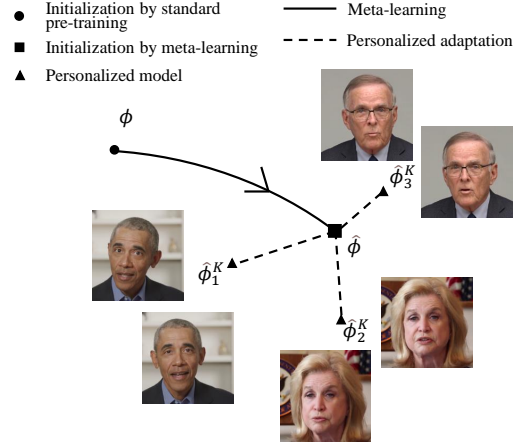 Initialization by standard
pre-training
Meta-learning
Initialization by meta-learning
Personalized adaptation
Personalized model
ϕ
ϕ̂₃ᴷ
ϕ̂
ϕ̂₁ᴷ
ϕ̂₂ᴷ